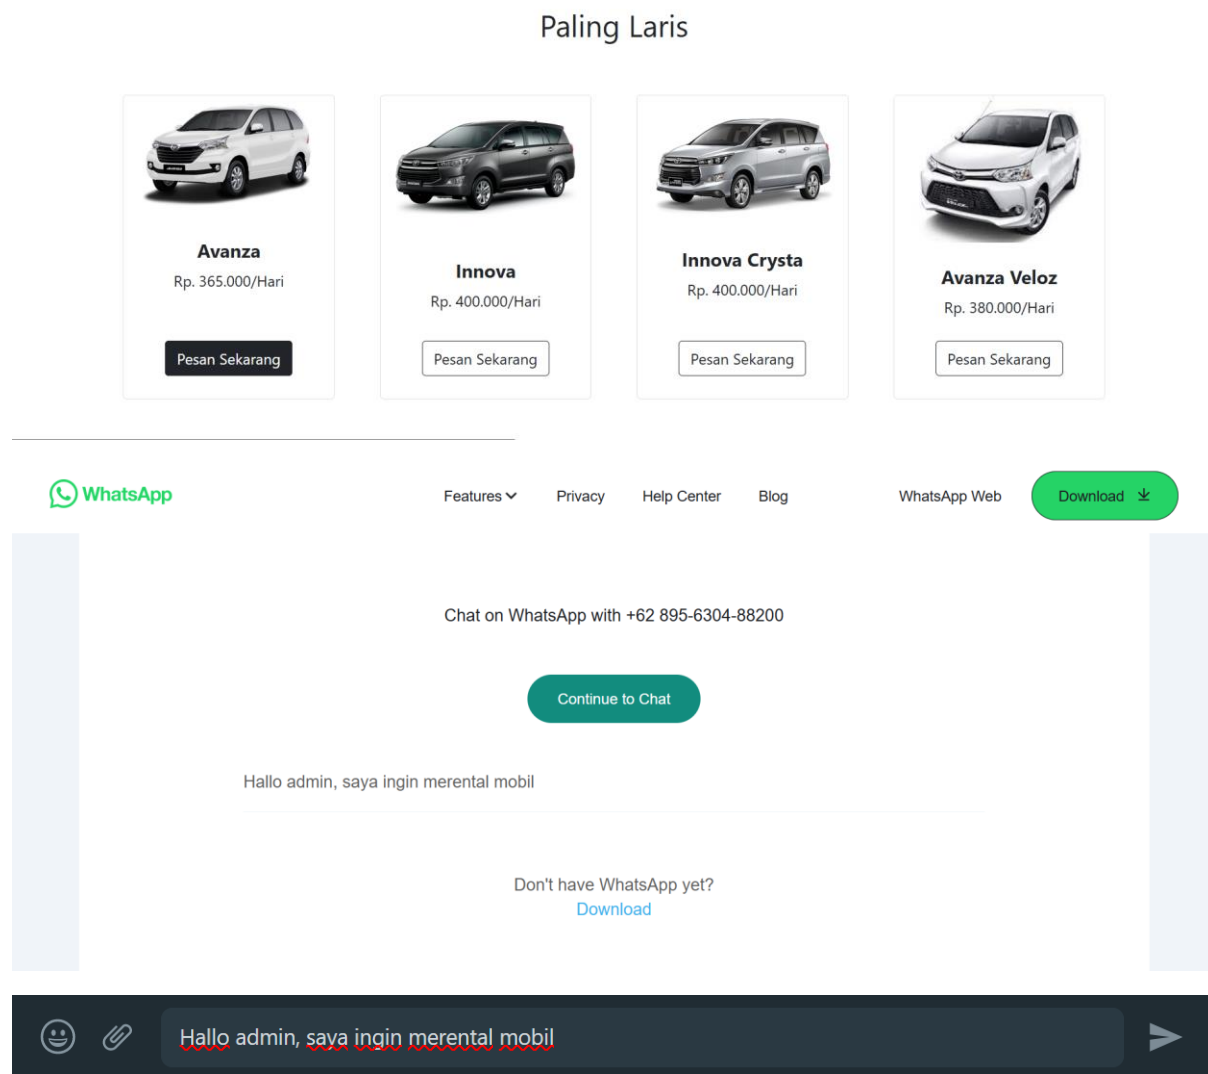 Paling Laris
Avanza
Rp. 365.000/Hari
Pesan Sekarang
Innova
Rp. 400.000/Hari
Pesan Sekarang
Innova Crysta
Rp. 400.000/Hari
Pesan Sekarang
Avanza Veloz
Rp. 380.000/Hari
Pesan Sekarang
WhatsApp
Features
Privacy
Help Center
Blog
WhatsApp Web
Download
Chat on WhatsApp with +62 895-6304-88200
Continue to Chat
Hallo admin, saya ingin merental mobil
Don't have WhatsApp yet?
Download
Hallo admin, saya ingin merental mobil